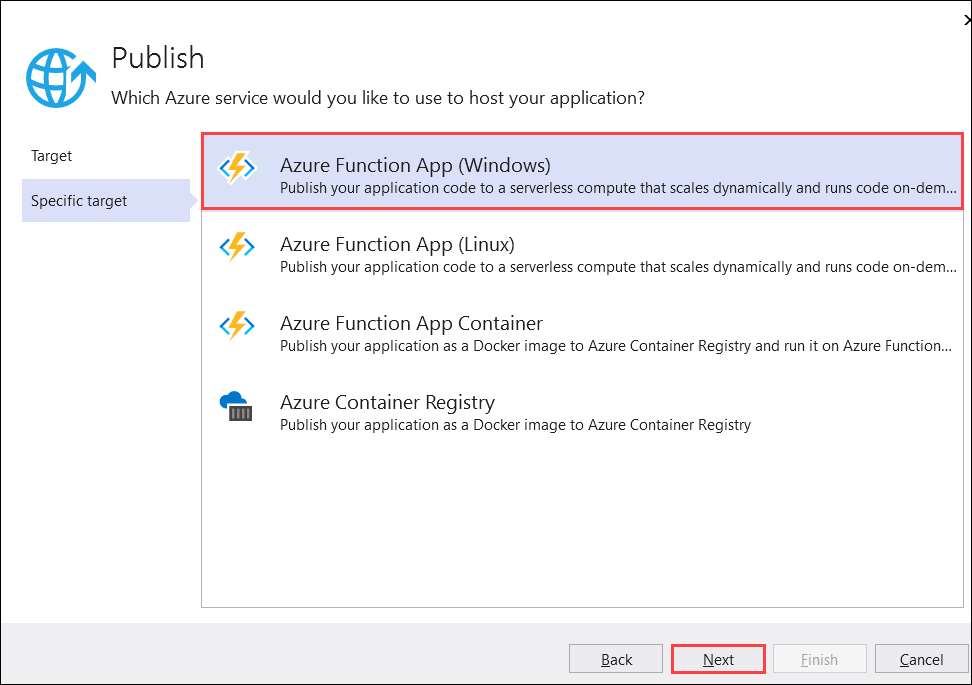 Publish
Which Azure service would you like to use to host your application?
Target
Specific target
Azure Function App (Windows)
Publish your application code to a serverless compute that scales dynamically and runs code on-dem...
Azure Function App (Linux)
Publish your application code to a serverless compute that scales dynamically and runs code on-dem...
Azure Function App Container
Publish your application as a Docker image to Azure Container Registry and run it on Azure Function...
Azure Container Registry
Publish your application as a Docker image to Azure Container Registry
Back
Next
Finish
Cancel